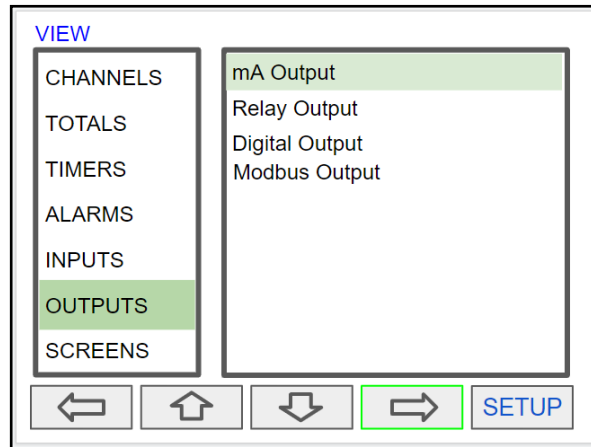 VIEW
CHANNELS
TOTALS
TIMERS
ALARMS
INPUTS
OUTPUTS
SCREENS
mA Output
Relay Output
Digital Output
Modbus Output
SETUP